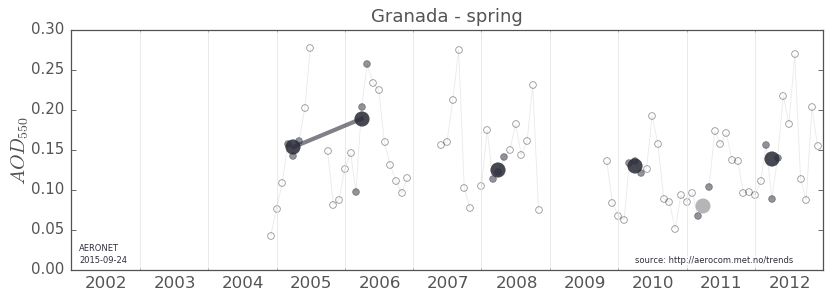 Granada - spring
0.30
0.25
0.20
0.15
0.10
0.05
0.00
AOD550
AERONET
2015-09-24
source: http://aerocom.met.no/trends
2002 2003 2004 2005 2006 2007 2008 2009 2010 2011 2012